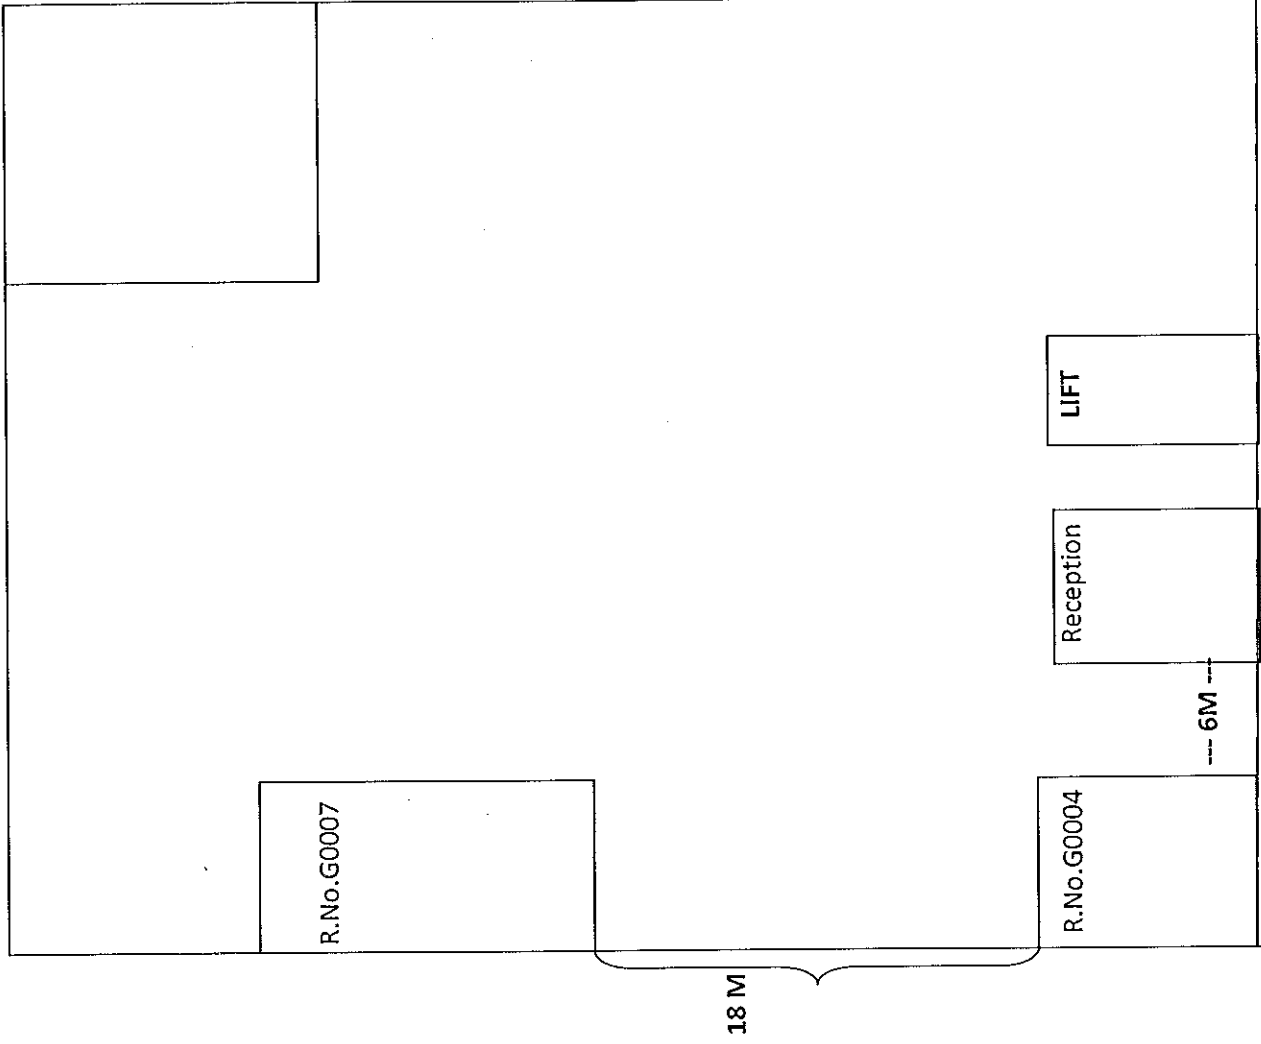 R.No.G0007
18 M
R.No.G0004
--- 6M ---
Reception
LIFT